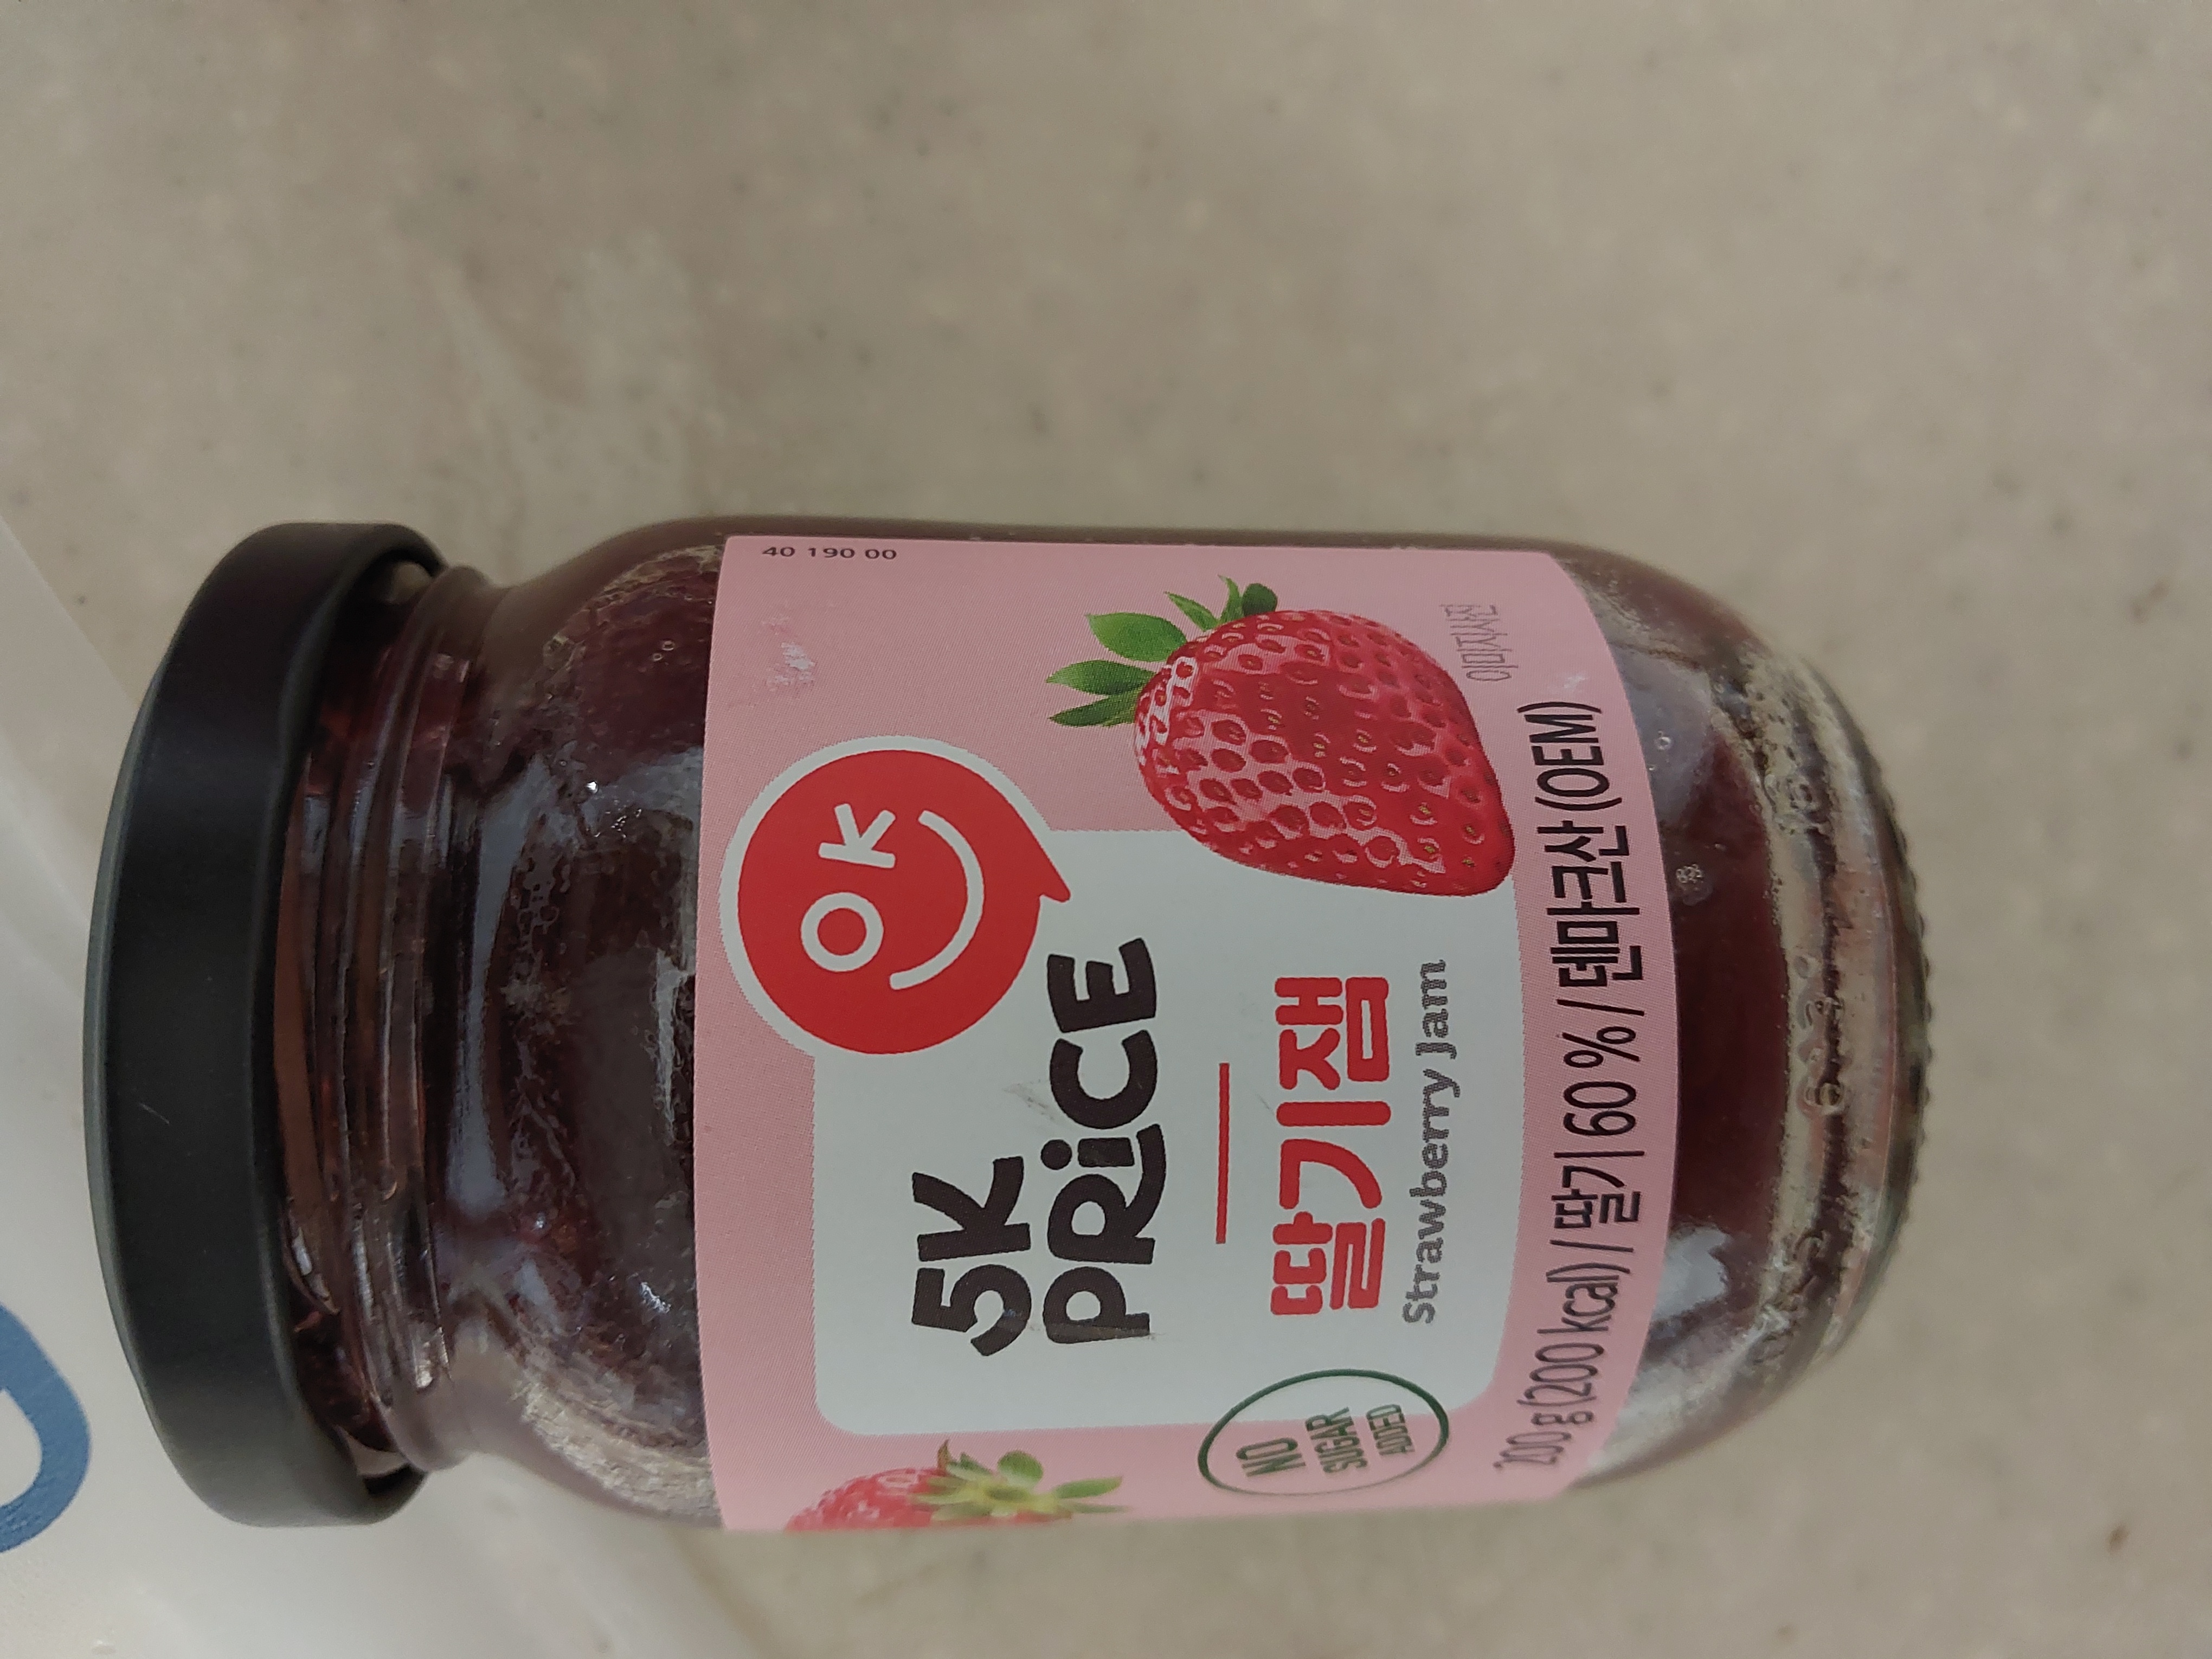 40 190 00
OK
5K
PRiCE
딸기잼
Strawberry Jam
NO
SUGAR
ADDED
이미지사진
200 g (200 kcal) / 딸기 60 % / 덴마크산 (OEM)